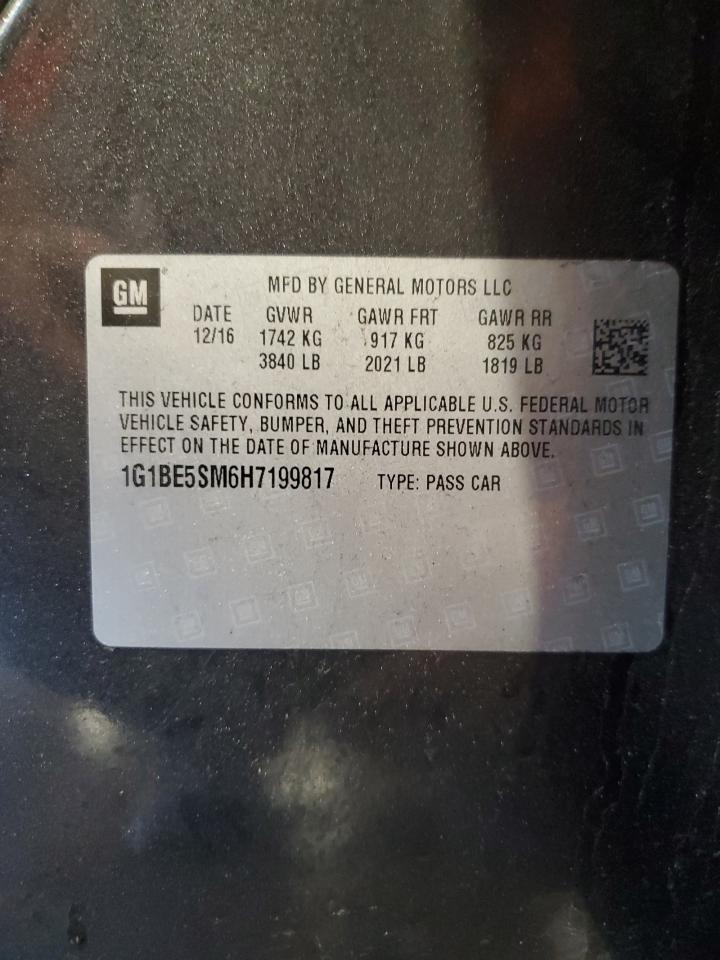 GM
MFD BY GENERAL MOTORS LLC
DATE GVWR GAWR FRT GAWR RR
12/16 1742 KG 917 KG 825 KG
3840 LB 2021 LB 1819 LB
THIS VEHICLE CONFORMS TO ALL APPLICABLE U.S. FEDERAL MOTOR
VEHICLE SAFETY, BUMPER, AND THEFT PREVENTION STANDARDS IN
EFFECT ON THE DATE OF MANUFACTURE SHOWN ABOVE.
1G1BE5SM6H7199817 TYPE: PASS CAR